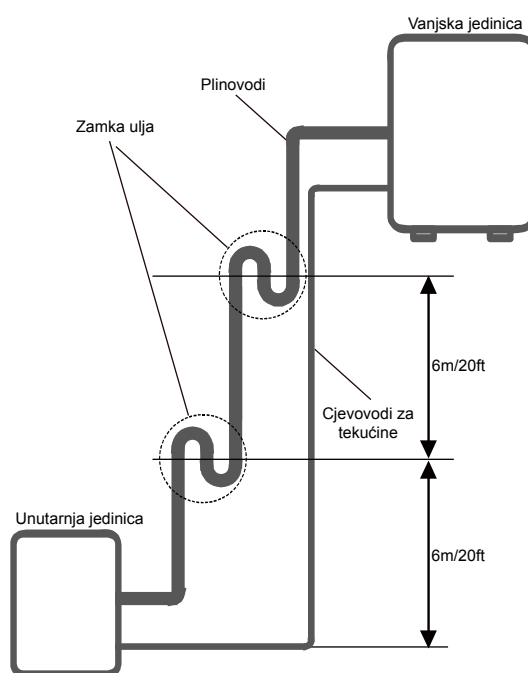 Vanjska jedinica
Plinovodi
Zamka ulja
6m/20ft
Cjevovodi za
tekućine
Unutarnja jedinica
6m/20ft